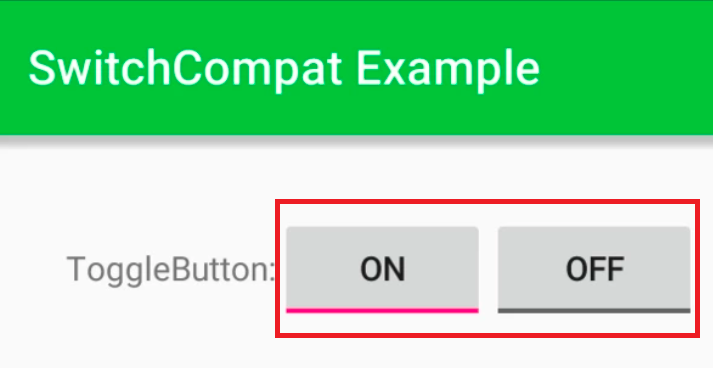 SwitchCompat Example
ToggleButton: ON OFF